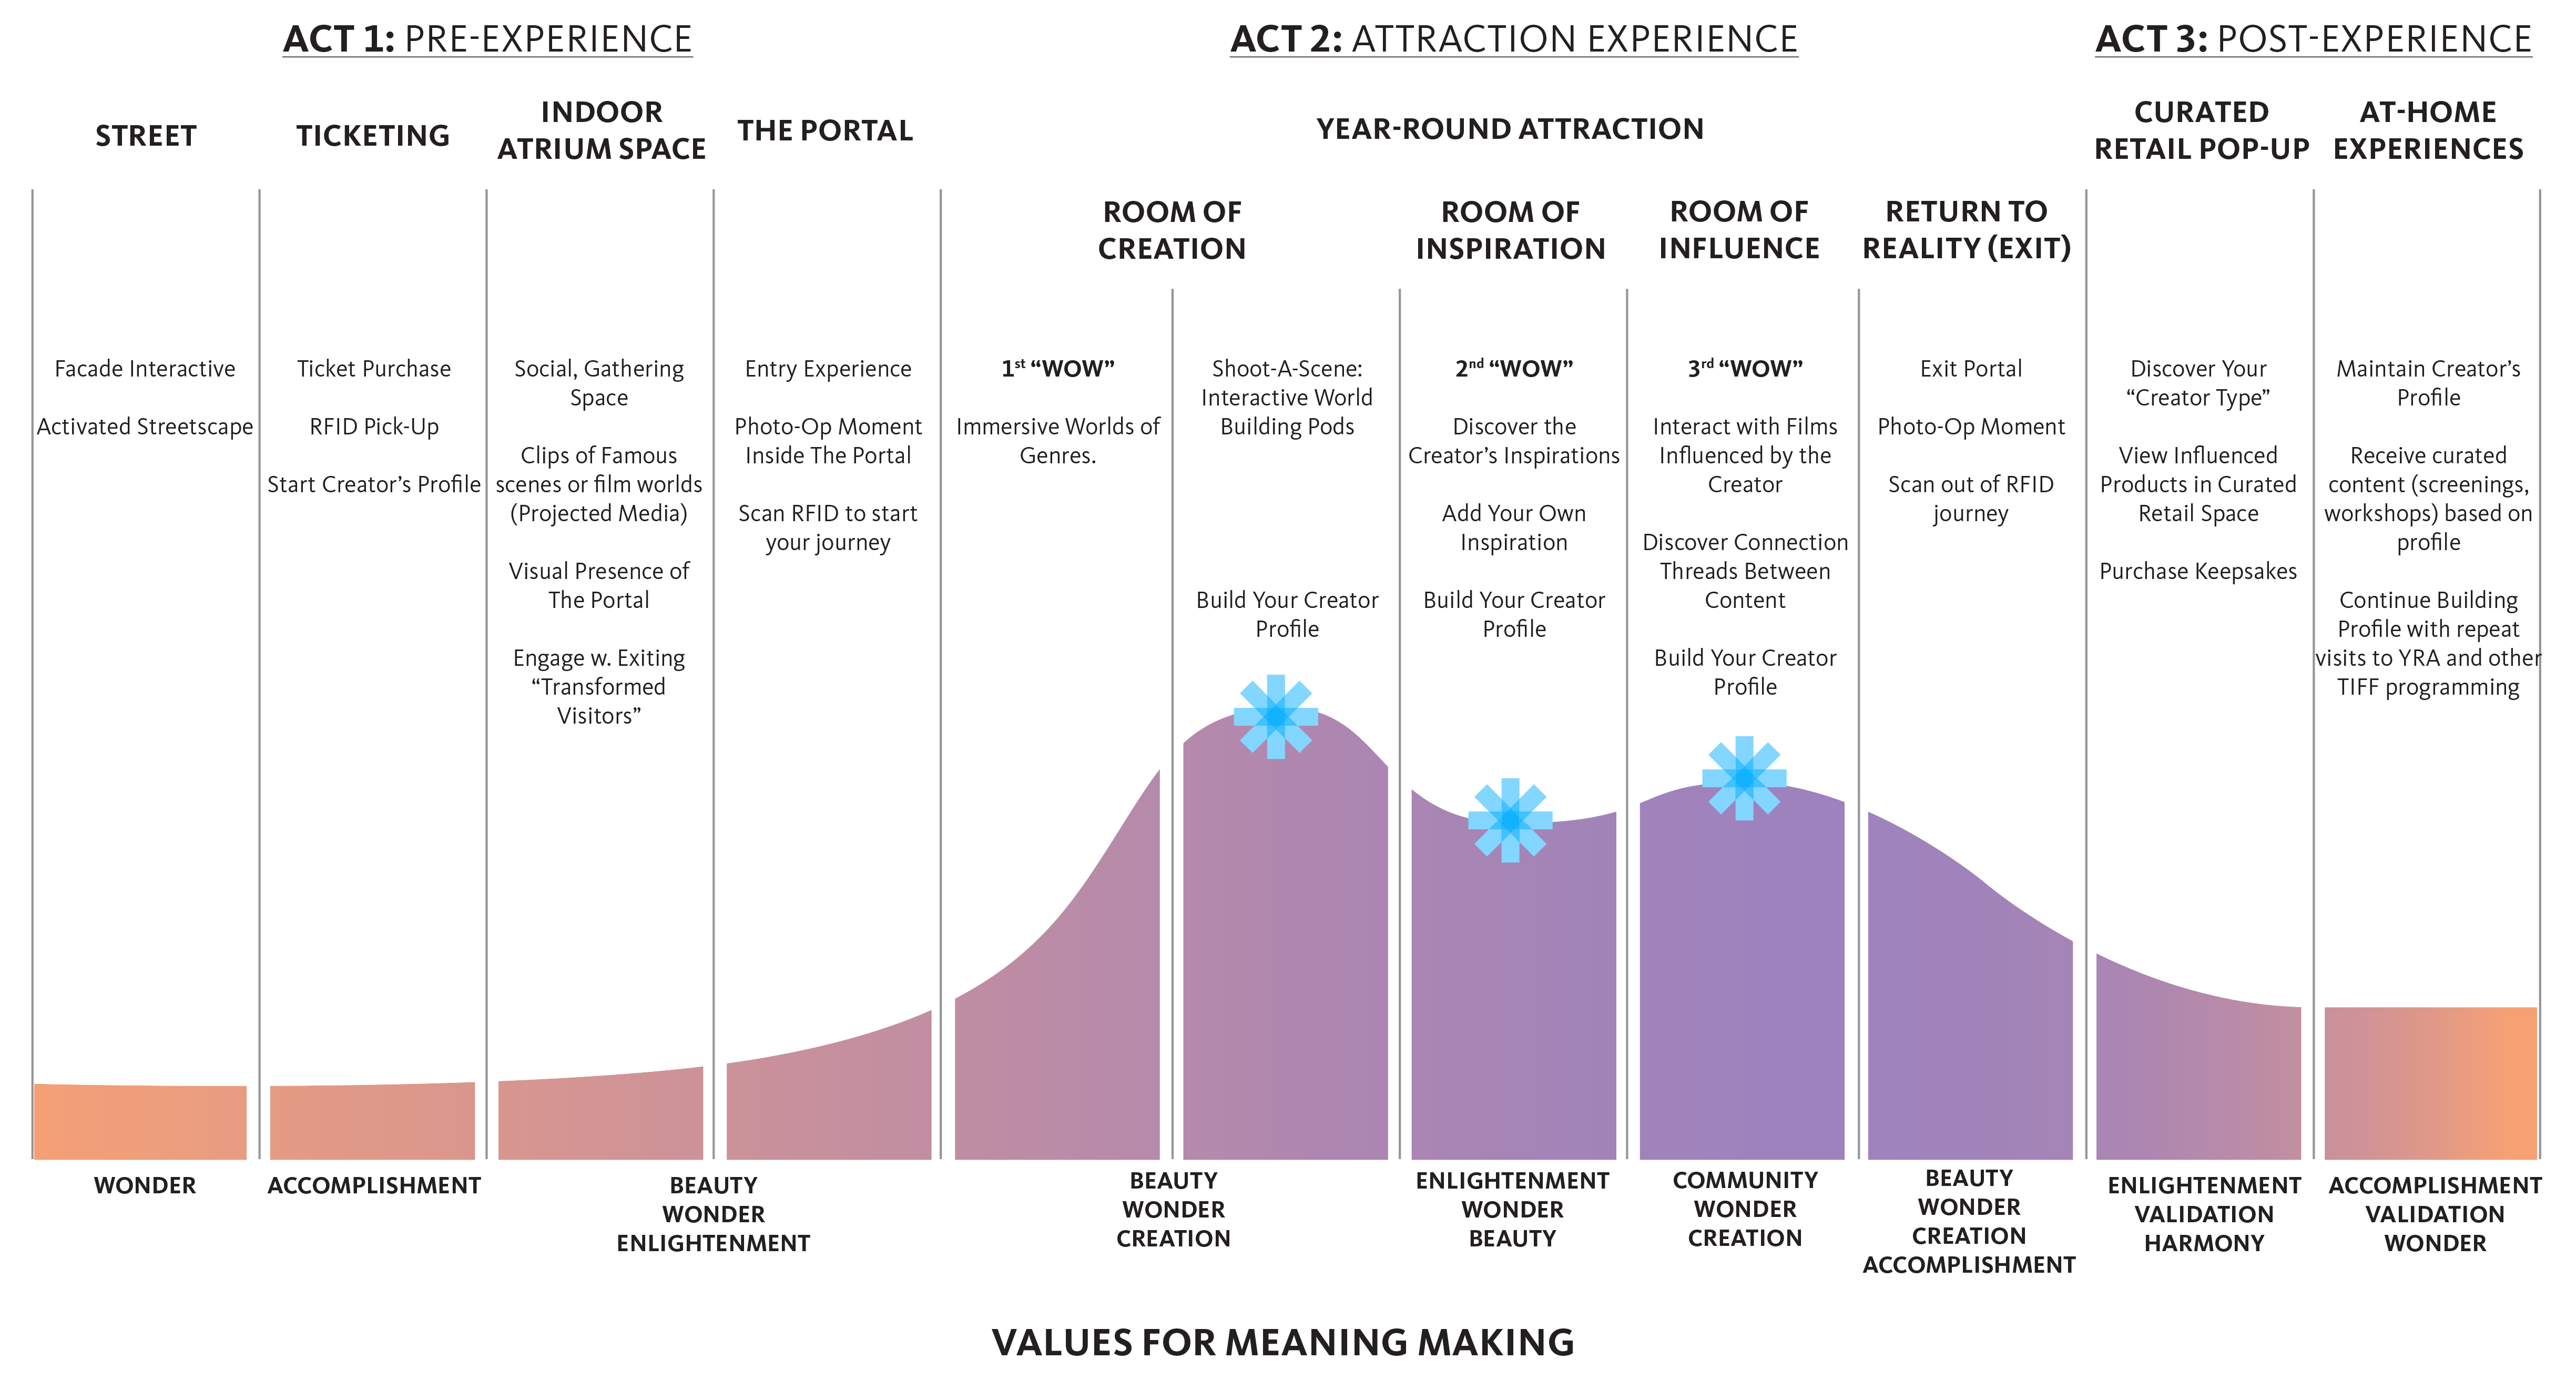 ACT 1: PRE-EXPERIENCE
ACT 2: ATTRACTION EXPERIENCE
ACT 3: POST-EXPERIENCE
STREET
TICKETING
INDOOR
ATRIUM SPACE
THE PORTAL
YEAR-ROUND ATTRACTION
CURATED
RETAIL POP-UP
AT-HOME
EXPERIENCES
ROOM OF
CREATION
ROOM OF
INSPIRATION
ROOM OF
INFLUENCE
RETURN TO
REALITY (EXIT)
Facade Interactive
Activated Streetscape
Ticket Purchase
RFID Pick-Up
Start Creator’s Profile
Social, Gathering
Space
Clips of Famous
scenes or film worlds
(Projected Media)
Visual Presence of
The Portal
Engage w. Exiting
“Transformed
Visitors”
Entry Experience
Photo-Op Moment
Inside The Portal
Scan RFID to start
your journey
1st “WOW”
Immersive Worlds of
Genres.
Shoot-A-Scene:
Interactive World
Building Pods
Build Your Creator
Profile
2nd “WOW”
Discover the
Creator’s Inspirations
Add Your Own
Inspiration
Build Your Creator
Profile
3rd “WOW”
Interact with Films
Influenced by the
Creator
Discover Connection
Threads Between
Content
Build Your Creator
Profile
Exit Portal
Photo-Op Moment
Scan out of RFID
journey
Discover Your
“Creator Type”
View Influenced
Products in Curated
Retail Space
Purchase Keepsakes
Maintain Creator’s
Profile
Receive curated
content (screenings,
workshops) based on
profile
Continue Building
Profile with repeat
visits to YRA and other
TIFF programming
WONDER
ACCOMPLISHMENT
BEAUTY
WONDER
ENLIGHTENMENT
BEAUTY
WONDER
CREATION
ENLIGHTENMENT
WONDER
BEAUTY
COMMUNITY
WONDER
CREATION
BEAUTY
WONDER
CREATION
ACCOMPLISHMENT
ENLIGHTENMENT
VALIDATION
HARMONY
ACCOMPLISHMENT
VALIDATION
WONDER
VALUES FOR MEANING MAKING